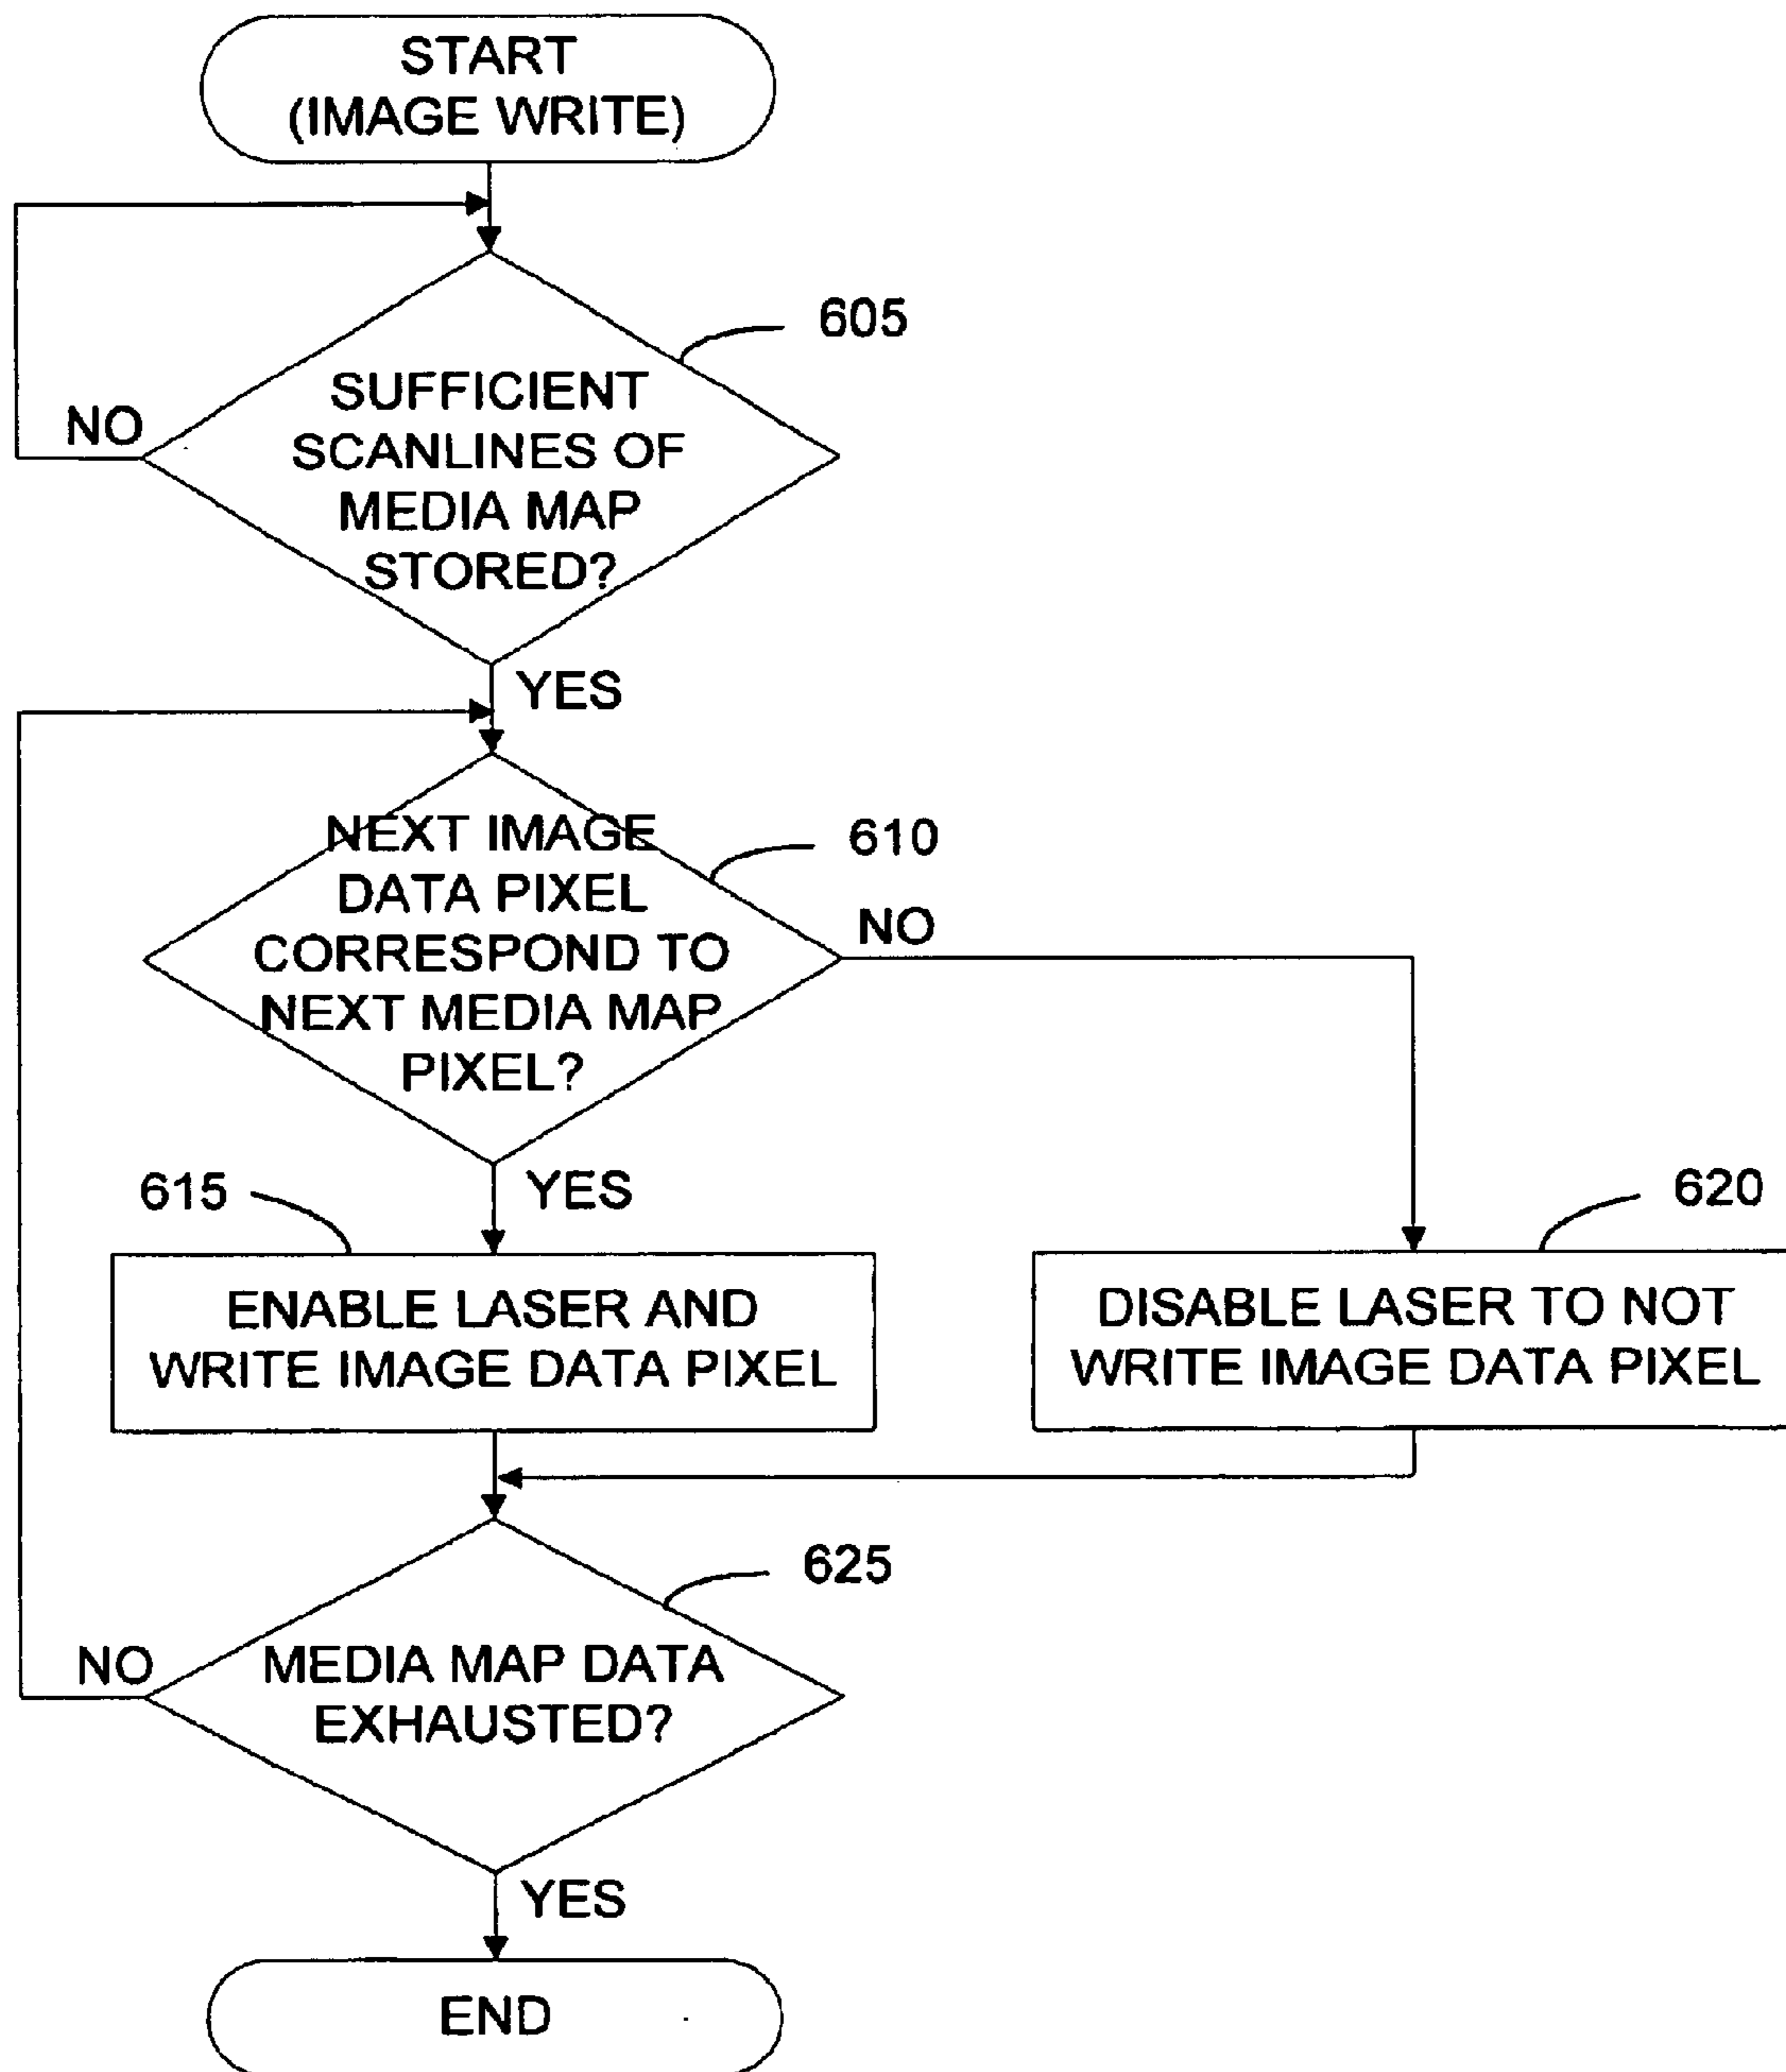 START
(IMAGE WRITE)
605
SUFFICIENT
SCANLINES OF
MEDIA MAP
STORED?
NO
YES
610
NEXT IMAGE
DATA PIXEL
CORRESPOND TO
NEXT MEDIA MAP
PIXEL?
NO
YES
615
620
ENABLE LASER AND
WRITE IMAGE DATA PIXEL
DISABLE LASER TO NOT
WRITE IMAGE DATA PIXEL
625
MEDIA MAP DATA
EXHAUSTED?
NO
YES
END